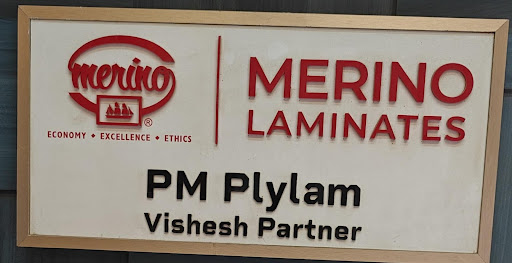 merino®
ECONOMY • EXCELLENCE • ETHICS
MERINO
LAMINATES
PM Plylam
Vishesh Partner